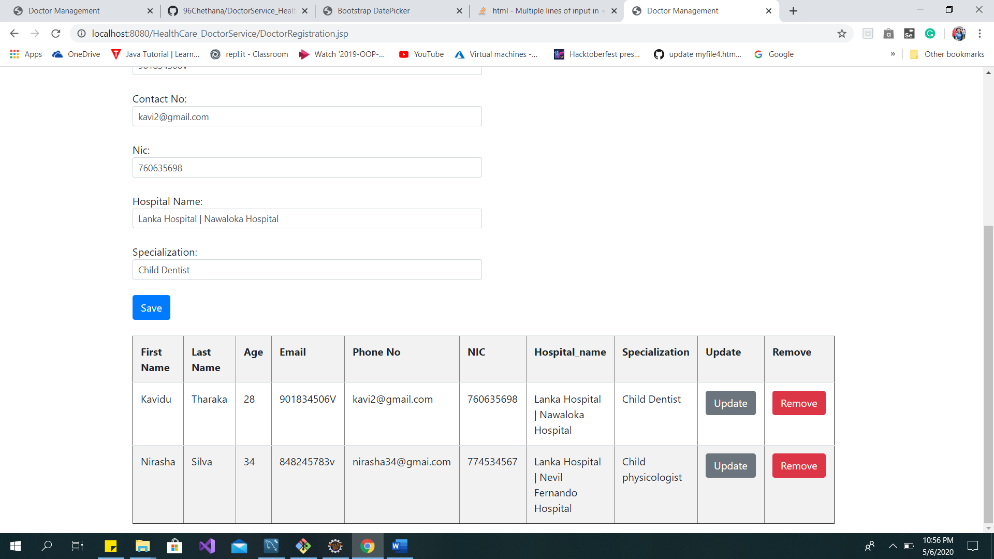 Doctor Management
96Chethana/DoctorService_Healt
Bootstrap DatePicker
html - Multiple lines of input in <
Doctor Management
localhost:8080/HealthCare_DoctorService/DoctorRegistration.jsp
Apps
OneDrive
Java Tutorial | Learn...
repl.it - Classroom
Watch '2019-OOP-...
YouTube
Virtual machines -...
Hacktoberfest pres...
update myfile4.htm...
Google
»
Other bookmarks
901834506V
Contact No:
kavi2@gmail.com
Nic:
760635698
Hospital Name:
Lanka Hospital | Nawaloka Hospital
Specialization:
Child Dentist
Save
First Name Last Name Age Email Phone No NIC Hospital_name Specialization Update Remove
Kavidu Tharaka 28 901834506V kavi2@gmail.com 760635698 Lanka Hospital | Nawaloka Hospital Child Dentist Update Remove
Nirasha Silva 34 848245783v nirasha34@gmai.com 774534567 Lanka Hospital | Nevil Fernando Hospital Child physicologist Update Remove
10:56 PM
5/6/2020